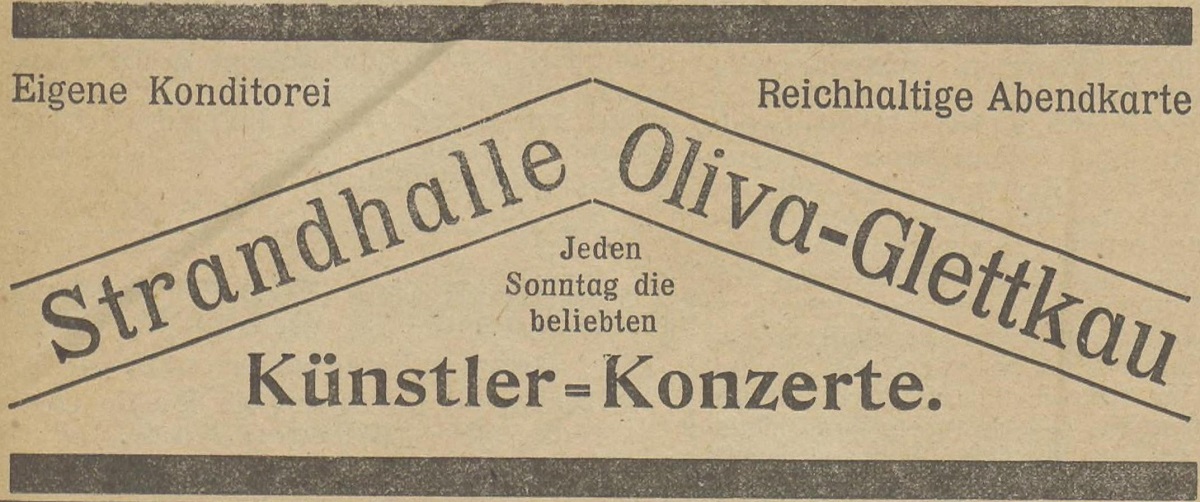 Eigene Konditorei
Reichhaltige Abendkarte
Strandhalle Oliva-Glettkau
Jeden
Sonntag die
beliebten
Künstler=Konzerte.